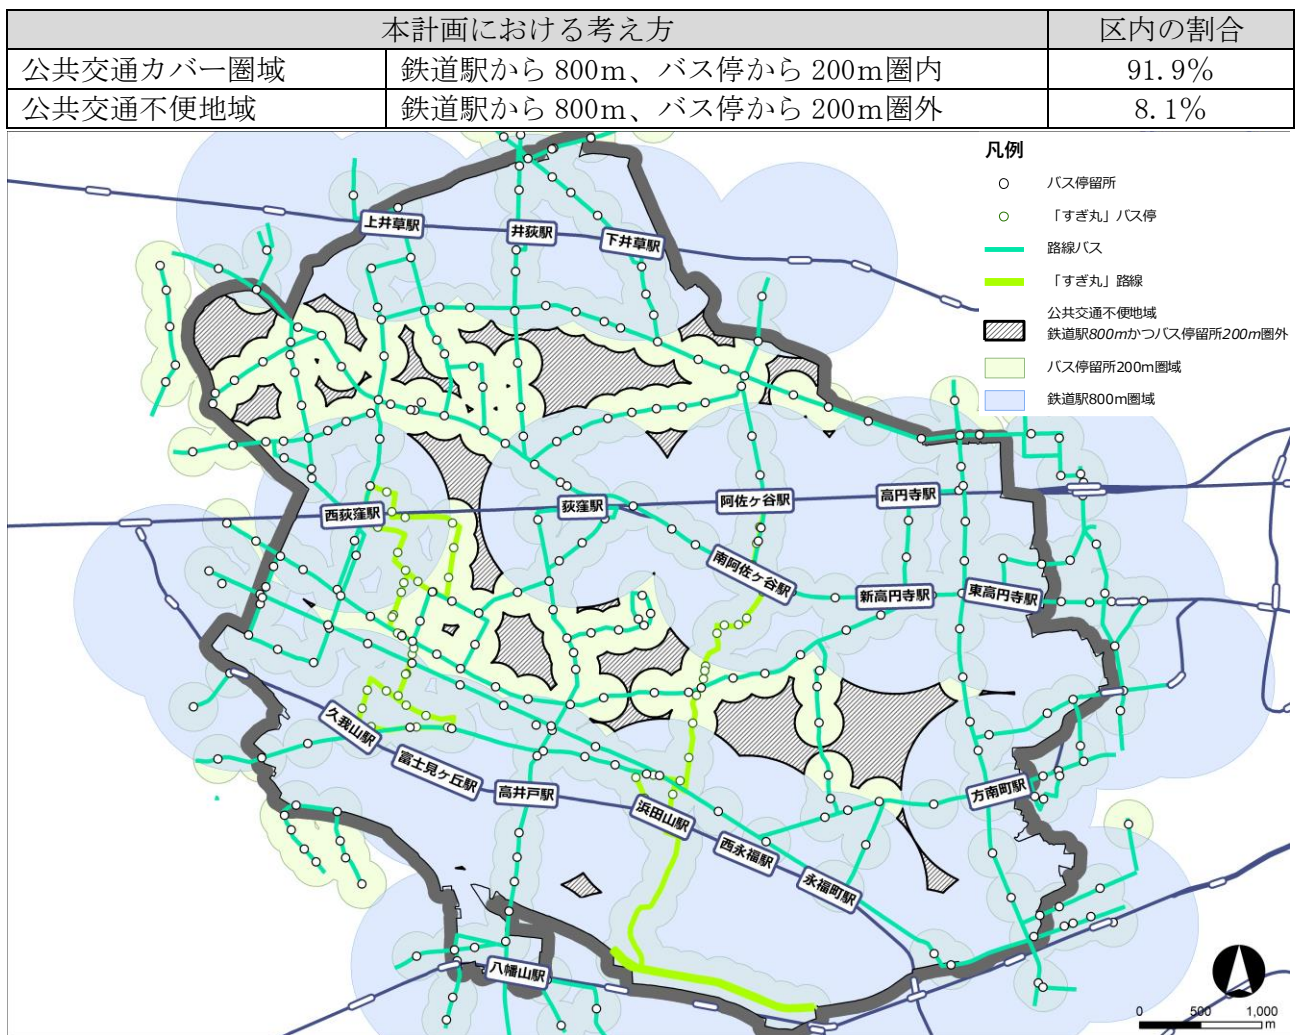 本計画における考え方 区内の割合
公共交通カバー圏域 鉄道駅から 800m、バス停から 200m圏内 91.9%
公共交通不便地域 鉄道駅から 800m、バス停から 200m圏外 8.1%
凡例
バス停留所
「すぎ丸」バス停
路線バス
「すぎ丸」路線
公共交通不便地域
鉄道駅800mかつバス停留所200m圏外
バス停留所200m圏域
鉄道駅800m圏域
上井草駅
井荻駅
下井草駅
西荻窪駅
荻窪駅
阿佐ヶ谷駅
高円寺駅
南阿佐ヶ谷駅
新高円寺駅
東高円寺駅
久我山駅
富士見ヶ丘駅
高井戸駅
浜田山駅
西永福駅
永福町駅
方南町駅
八幡山駅
0 500 1,000
m